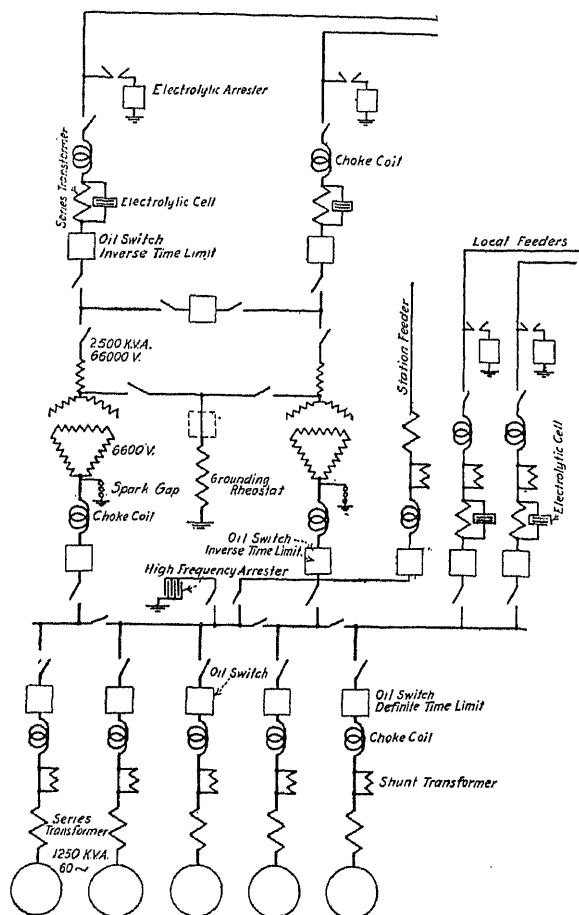 Electrolytic Arrester
Series Transformer
Choke Coil
Electrolytic Cell
Oil Switch
Inverse Time Limit
Local Feeders
Station Feeder
2500 K.V.A.
66000 V.
6600 V.
Spark Gap
Grounding
Rheostat
Choke Coil
Electrolytic Cell
Oil Switch
Inverse Time Limit
High Frequency Arrester
Oil Switch
Oil Switch
Definite Time Limit
Choke Coil
Shunt Transformer
Series
Transformer
1250 K.V.A.
60~